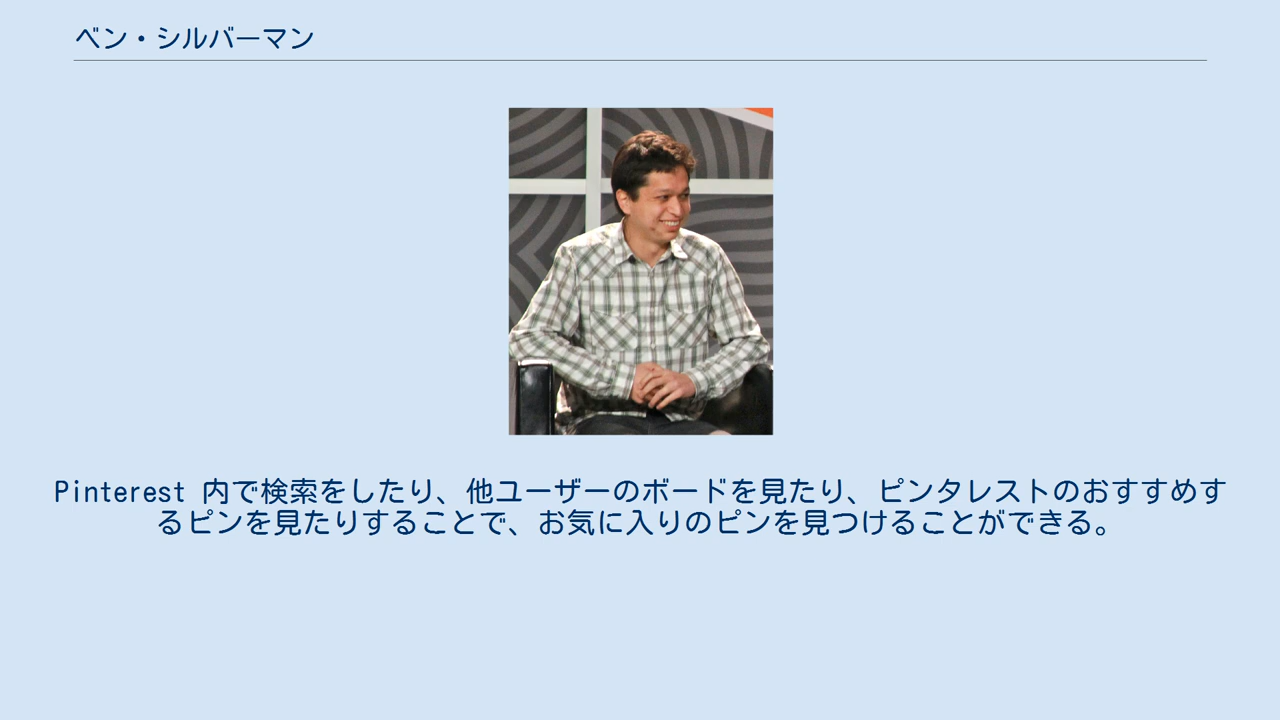 ベン・シルバーマン
Pinterest 内で検索をしたり、他ユーザーのボードを見たり、ピンタレストのおすすめす
るピンを見たりすることで、お気に入りのピンを見つけることができる。